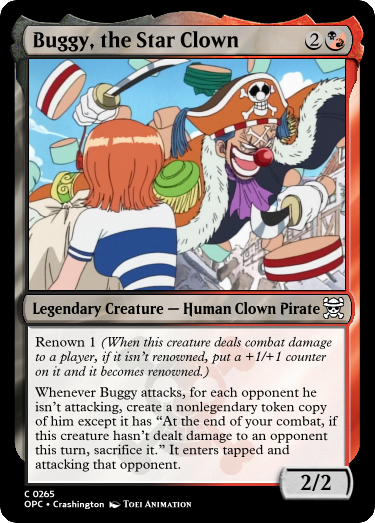 Buggy, the Star Clown 2
Legendary Creature — Human Clown Pirate
Renown 1 (When this creature deals combat damage
to a player, if it isn't renowned, put a +1/+1 counter
on it and it becomes renowned.)
Whenever Buggy attacks, for each opponent he
isn't attacking, create a nonlegendary token copy
of him except it has “At the end of your combat, if
this creature hasn't dealt damage to an opponent
this turn, sacrifice it.” It enters tapped and
attacking that opponent.
2/2
C 0265
OPC • Crashington TOEI ANIMATION